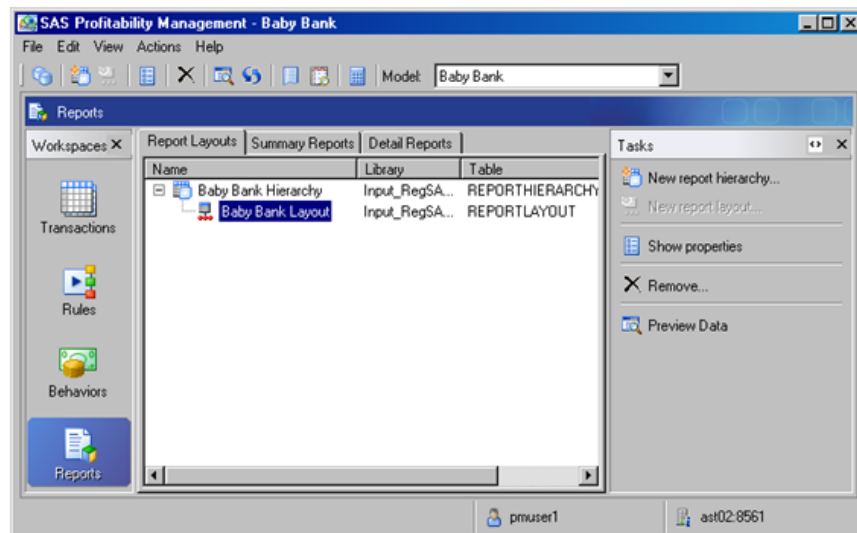 SAS Profitability Management - Baby Bank
File Edit View Actions Help
Model: Baby Bank
Reports
Workspaces
Transactions
Rules
Behaviors
Reports
Report Layouts Summary Reports Detail Reports
Name Library Table
Baby Bank Hierarchy Input_RegSA... REPORTHIERARCHY
Baby Bank Layout Input_RegSA... REPORTLAYOUT
Tasks
New report hierarchy...
New report layout...
Show properties
Remove...
Preview Data
pmuser1 ast02:8561